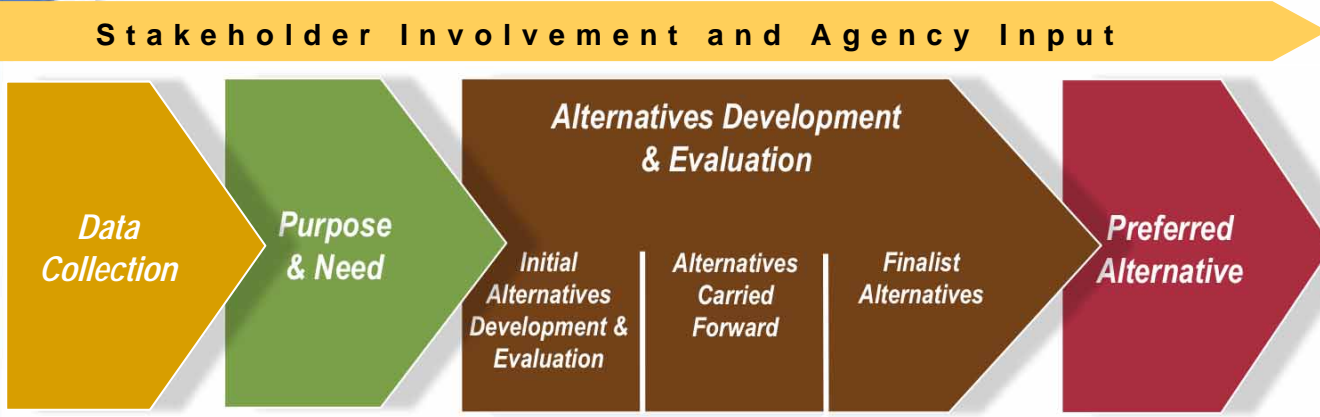 Stakeholder Involvement and Agency Input
Data
Collection
Purpose
& Need
Alternatives Development
& Evaluation
Initial
Alternatives
Development &
Evaluation
Alternatives
Carried
Forward
Finalist
Alternatives
Preferred
Alternative